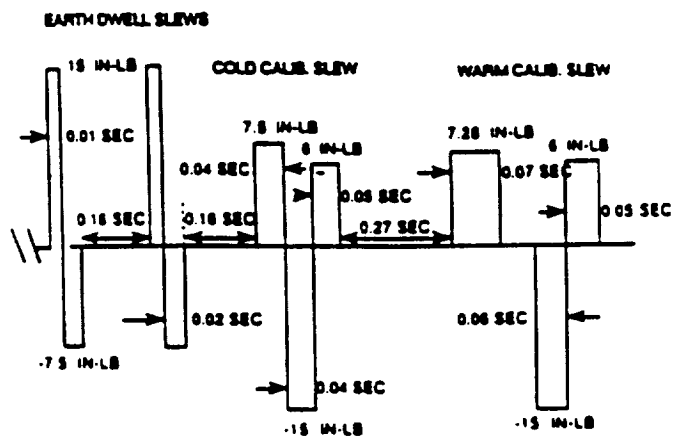 EARTH DWELL SLEWS
15 IN-LB
COLD CALIB. SLEW
WARM CALIB. SLEW
0.01 SEC
7.5 IN-LB
6 IN-LB
7.25 IN-LB
6 IN-LB
0.04 SEC
0.07 SEC
0.05 SEC
0.05 SEC
0.16 SEC
0.16 SEC
0.27 SEC
0.02 SEC
0.06 SEC
-7.5 IN-LB
0.04 SEC
-15 IN-LB
-15 IN-LB